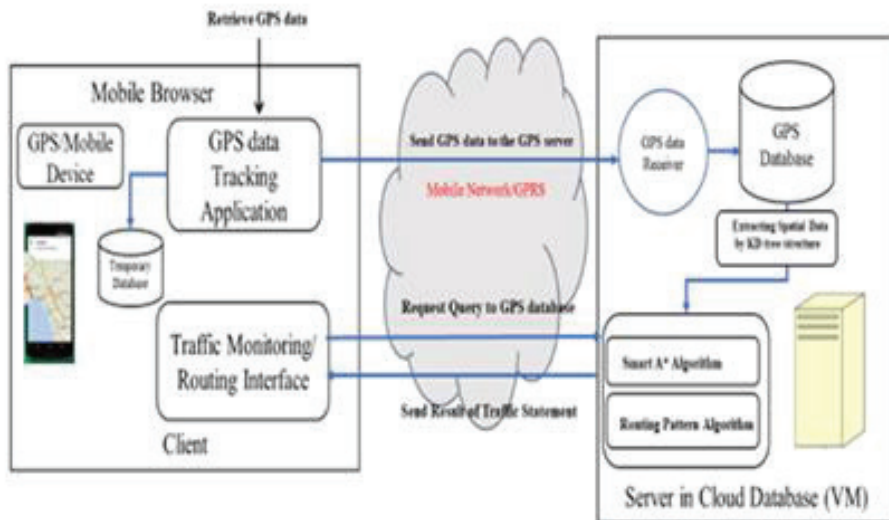 Retrieve GPS data
Mobile Browser
GPS/Mobile
Device
GPS data
Tracking
Application
Temporary
Database
Traffic Monitoring/
Routing Interface
Client
Send GPS data to the GPS server
Mobile Network/GPRS
Request Query to GPS database
Send Result of Traffic Statement
GPS data
Receiver
GPS
Database
Extracting Spatial Data
by KD-tree structure
Smart A* Algorithm
Routing Pattern Algorithm
Server in Cloud Database (VM)